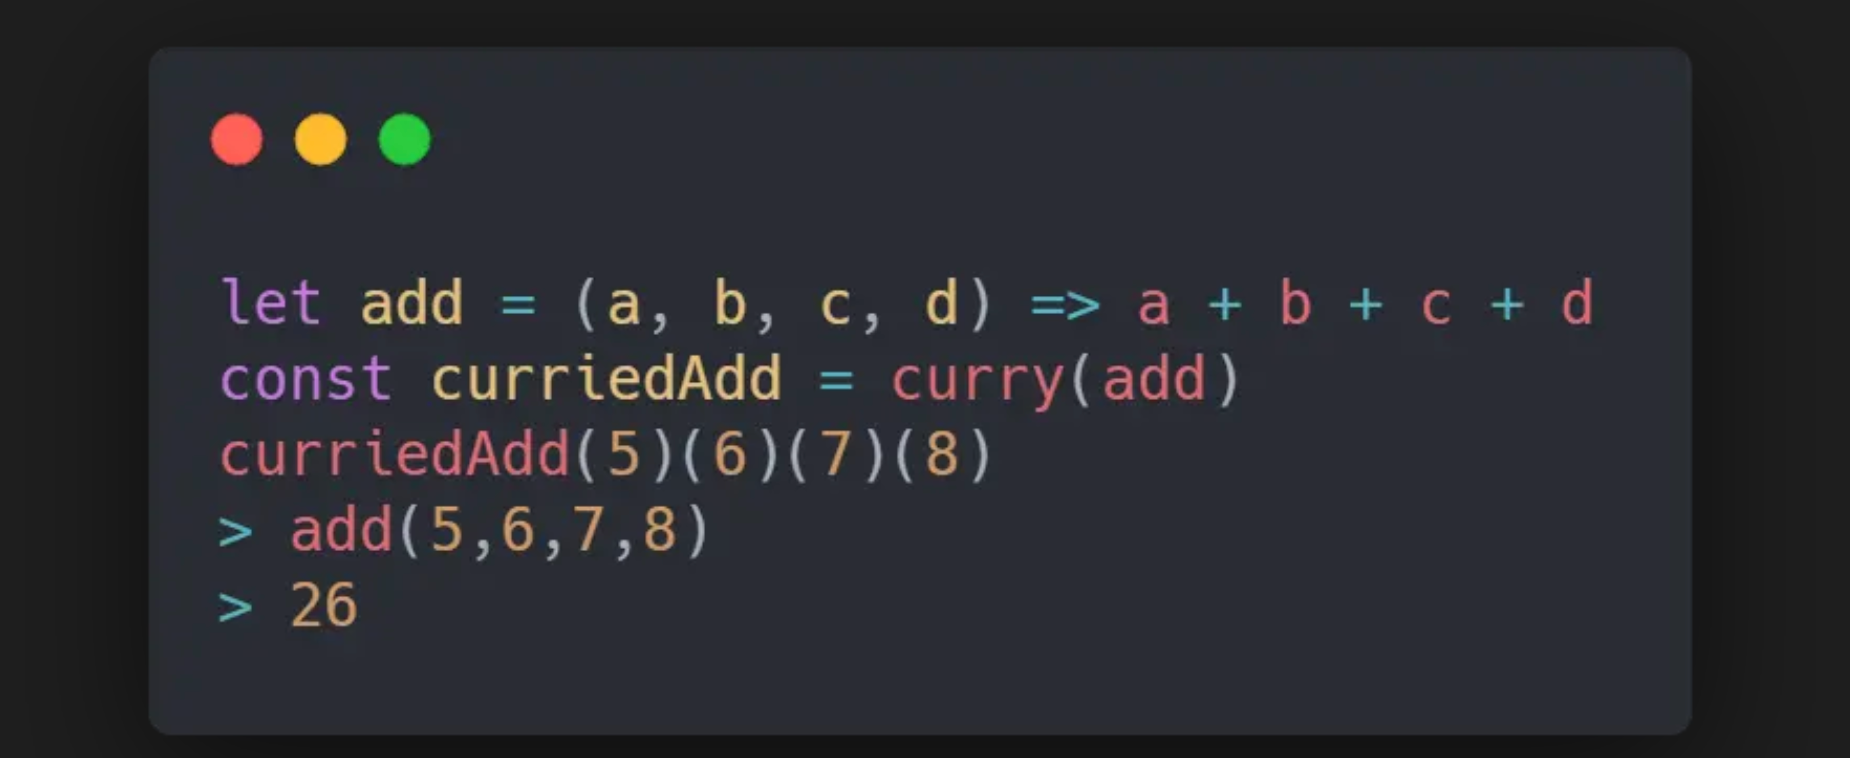 let add = (a, b, c, d) => a + b + c + d
const curriedAdd = curry(add)
curriedAdd(5)(6)(7)(8)
> add(5,6,7,8)
> 26